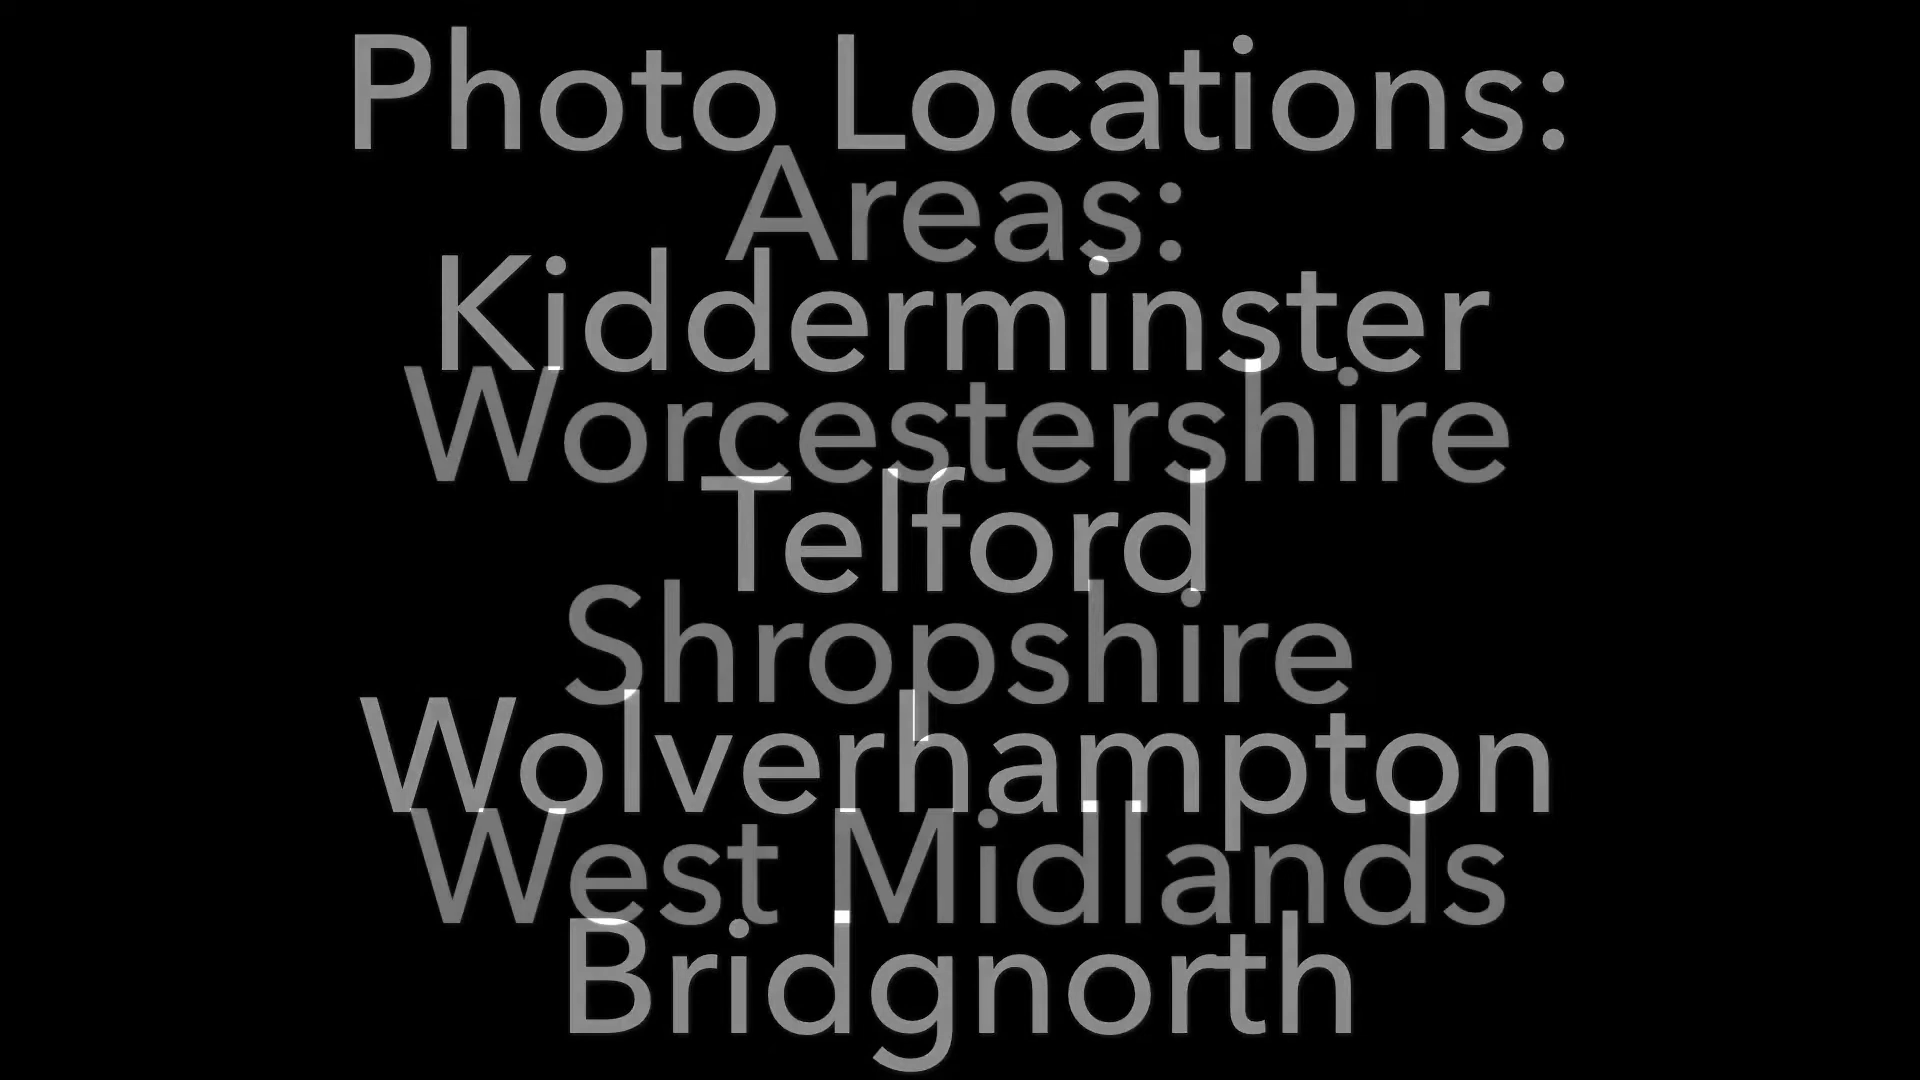 Photo Locations:
Areas:
Kidderminster
Worcestershire
Telford
Shropshire
Wolverhampton
West Midlands
Bridgnorth